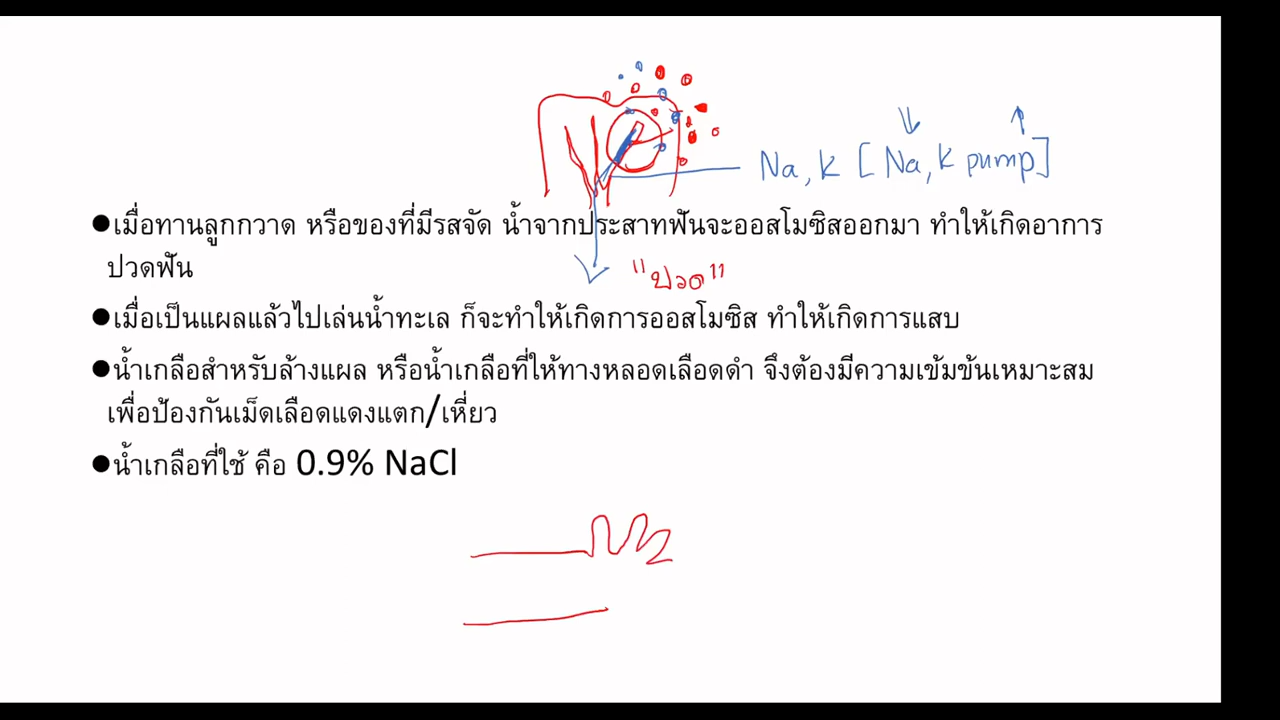 Na, K [Na, K pump]
●เมื่อทานลูกกวาด หรือของที่มีรสจัด น้ำจากประสาทฟันจะออสโมซิสออกมา ทำให้เกิดอาการ
ปวดฟัน
"ปวด"
●เมื่อเป็นแผลแล้วไปเล่นน้ำทะเล ก็จะทำให้เกิดการออสโมซิส ทำให้เกิดการแสบ
●น้ำเกลือสำหรับล้างแผล หรือน้ำเกลือที่ให้ทางหลอดเลือดดำ จึงต้องมีความเข้มข้นเหมาะสม
เพื่อป้องกันเม็ดเลือดแดงแตก/เหี่ยว
●น้ำเกลือที่ใช้ คือ 0.9% NaCl